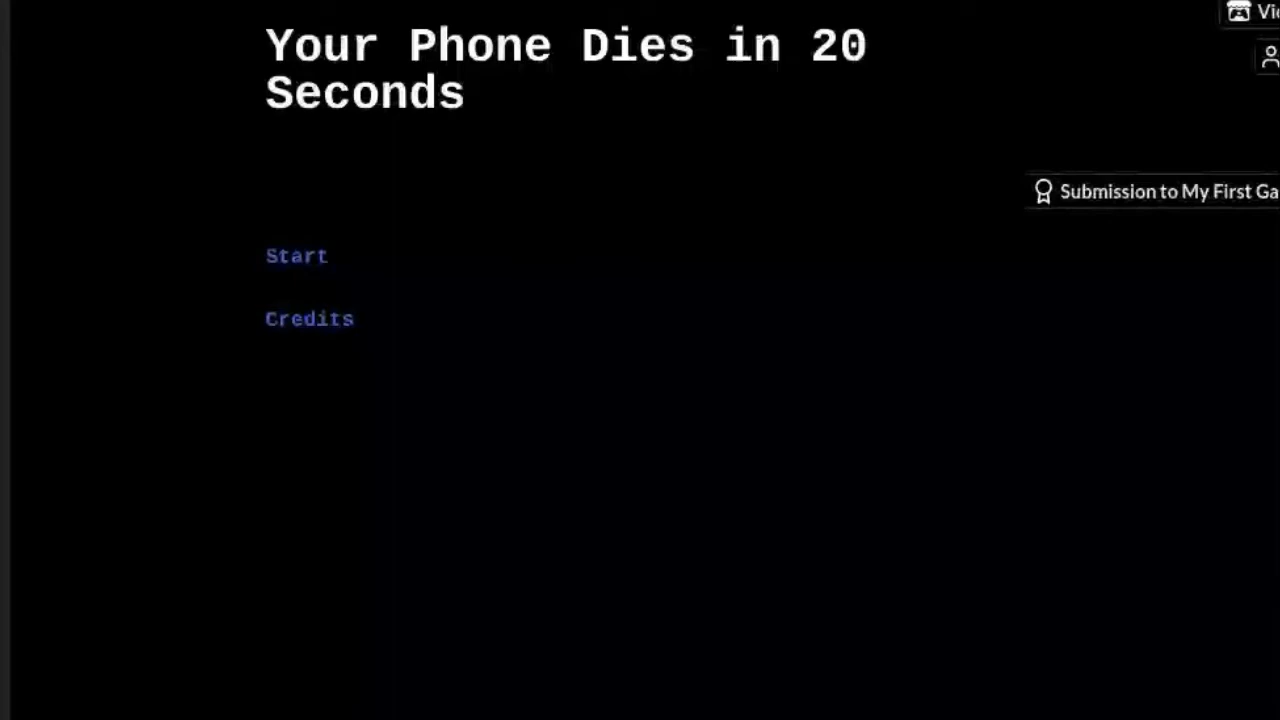 Your Phone Dies in 20
Seconds
Submission to My First Ga
Start
Credits